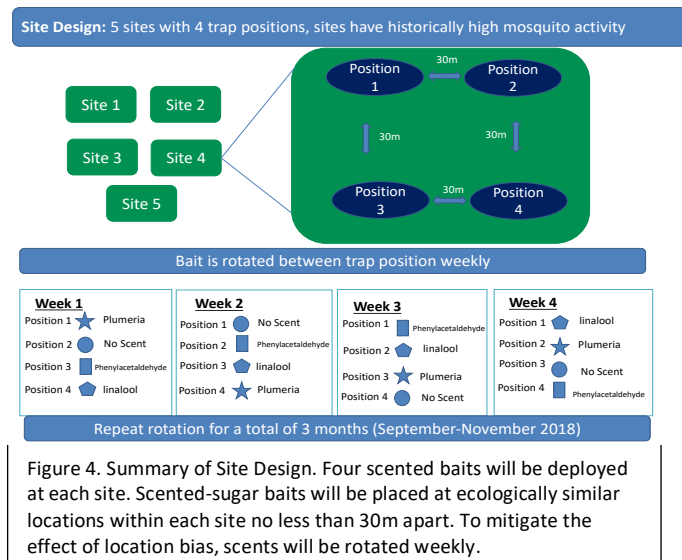 Site Design: 5 sites with 4 trap positions, sites have historically high mosquito activity
Site 1
Site 2
Site 3
Site 4
Site 5
Position
1
30m
Position
2
30m
30m
Position
3
30m
Position
4
Bait is rotated between trap position weekly
Week 1
Position 1 Plumeria
Position 2 No Scent
Position 3 Phenylacetaldehyde
Position 4 linalool
Week 2
Position 1 No Scent
Position 2 Phenylacetaldehyde
Position 3 linalool
Position 4 Plumeria
Week 3
Position 1 Phenylacetaldehyde
Position 2 linalool
Position 3 Plumeria
Position 4 No Scent
Week 4
Position 1 linalool
Position 2 Plumeria
Position 3 No Scent
Position 4 Phenylacetaldehyde
Repeat rotation for a total of 3 months (September-November 2018)
Figure 4. Summary of Site Design. Four scented baits will be deployed
at each site. Scented-sugar baits will be placed at ecologically similar
locations within each site no less than 30m apart. To mitigate the
effect of location bias, scents will be rotated weekly.